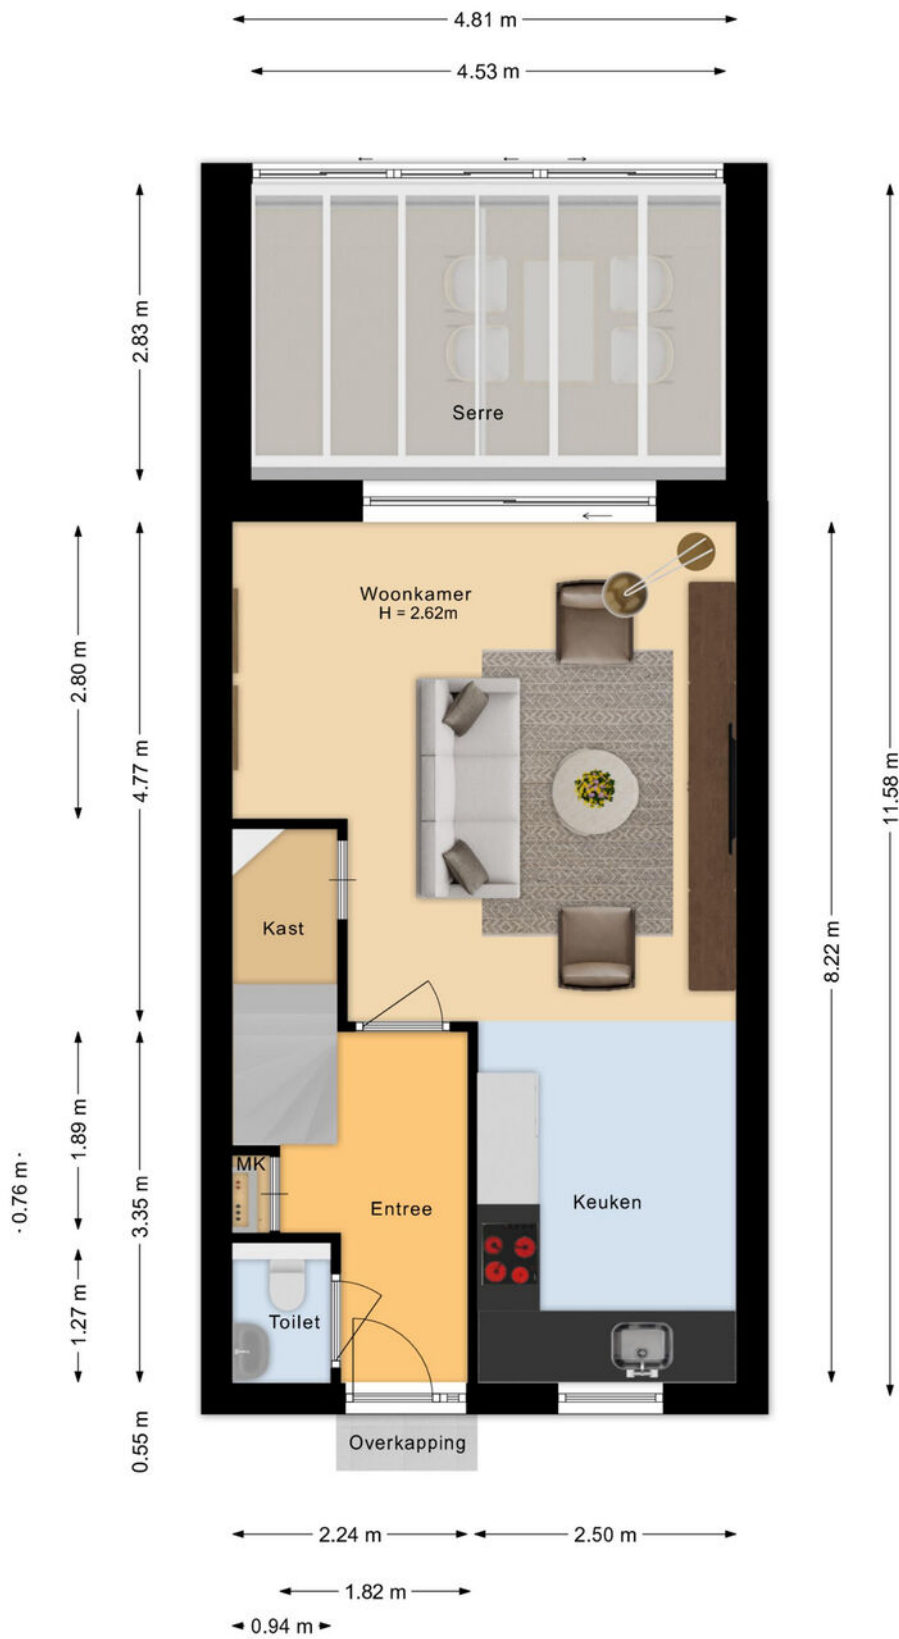 4.81 m
4.53 m
2.83 m
Serre
Woonkamer
H = 2.62m
2.80 m
4.77 m
11.58 m
Kast
8.22 m
1.89 m
MK
0.76 m
3.35 m
Entree
Keuken
1.27 m
Toilet
0.55 m
Overkapping
2.24 m
2.50 m
1.82 m
0.94 m